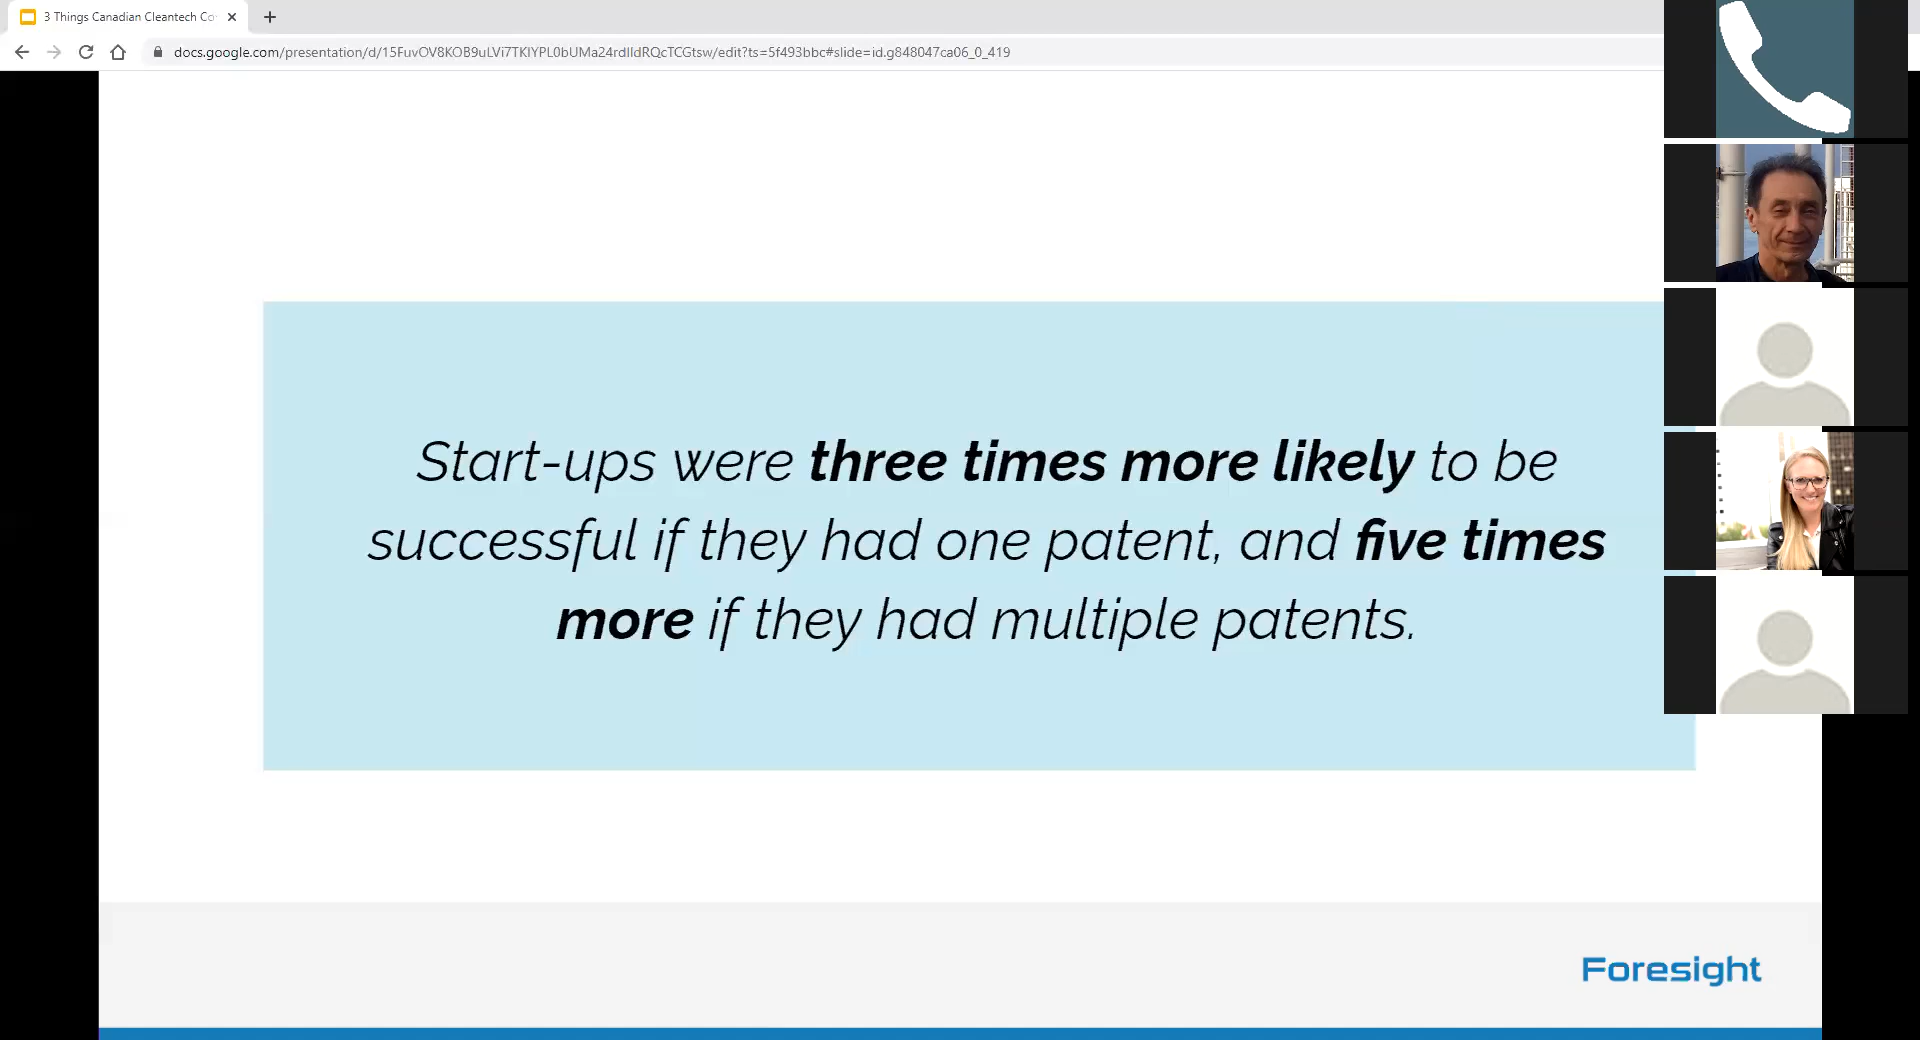 3 Things Canadian Cleantech Co
docs.google.com/presentation/d/15FuvOV8KOB9uLVi7TKIYPL0bUMa24rdIldRQcTCGtsw/edit?ts=5f493bbc#slide=id.g848047ca06_0_419
Start-ups were three times more likely to be
successful if they had one patent, and five times
more if they had multiple patents.
Foresight